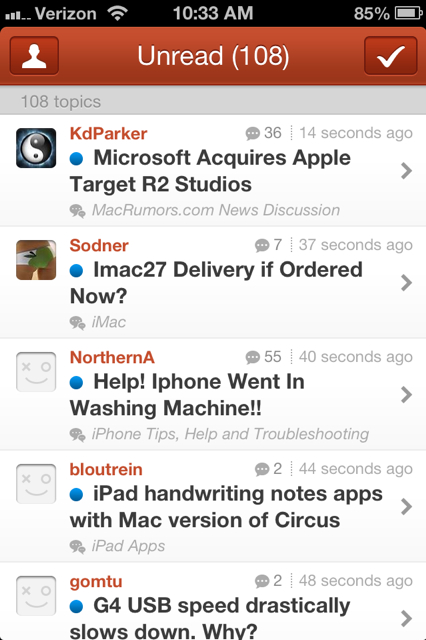 Verizon 10:33 AM 85%
Unread (108)
108 topics
KdParker 36 14 seconds ago
Microsoft Acquires Apple
Target R2 Studios
MacRumors.com News Discussion
Sodner 7 37 seconds ago
Imac27 Delivery if Ordered
Now?
iMac
NorthernA 55 40 seconds ago
Help! Iphone Went In
Washing Machine!!
iPhone Tips, Help and Troubleshooting
bloutrein 2 44 seconds ago
iPad handwriting notes apps
with Mac version of Circus
iPad Apps
gomtu 2 48 seconds ago
G4 USB speed drastically
slows down. Why?